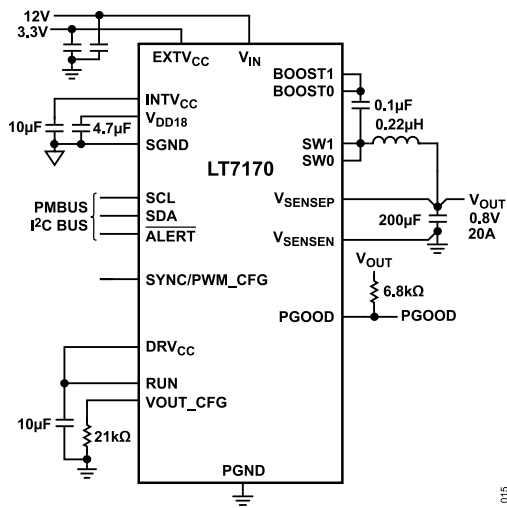 12V
3.3V
EXTVCC
VIN
BOOST1
BOOST0
0.1µF
0.22µH
INTVCC
VDD18
10µF
4.7µF
SGND
LT7170
SW1
SW0
SCL
SDA
ALERT
PMBUS
I²C BUS
VSENSEP
VOUT
0.8V
20A
200µF
VSENSEN
SYNC/PWM_CFG
VOUT
6.8kΩ
PGOOD
PGOOD
DRVCC
RUN
VOUT_CFG
10µF
21kΩ
PGND
015